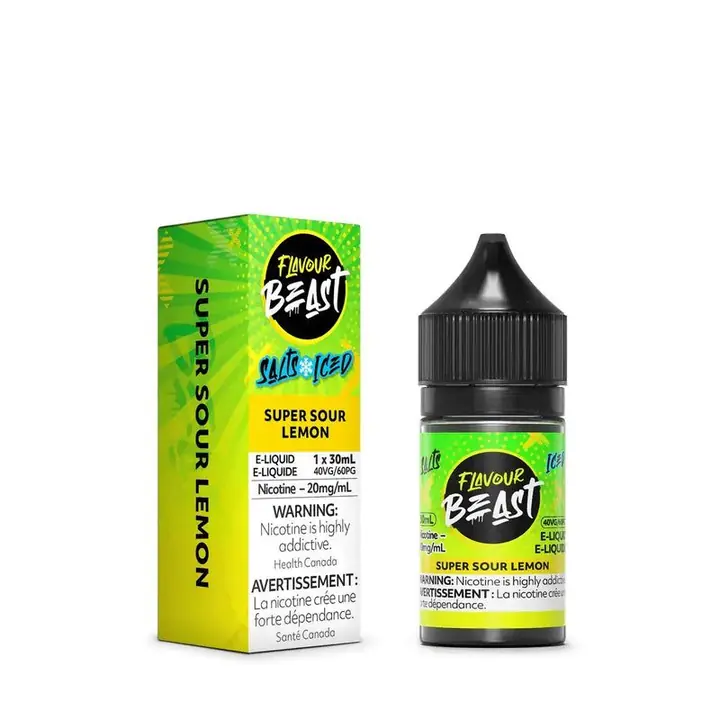 SUPER SOUR LEMON
FLAVOUR
BEAST
SALTS ICED
SUPER SOUR
LEMON
E-LIQUID 1 x 30mL
E-LIQUIDE 40VG/60PG
Nicotine – 20mg/mL
WARNING:
Nicotine is highly
addictive.
Health Canada
AVERTISSEMENT :
La nicotine crée une
forte dépendance.
Santé Canada
SALTS ICED
FLAVOUR
BEAST
40VG/60PG
E-LIQUID
E-LIQUIDE
SUPER SOUR LEMON
WARNING: Nicotine is highly addictive.
AVERTISSEMENT : La nicotine crée une
forte dépendance.